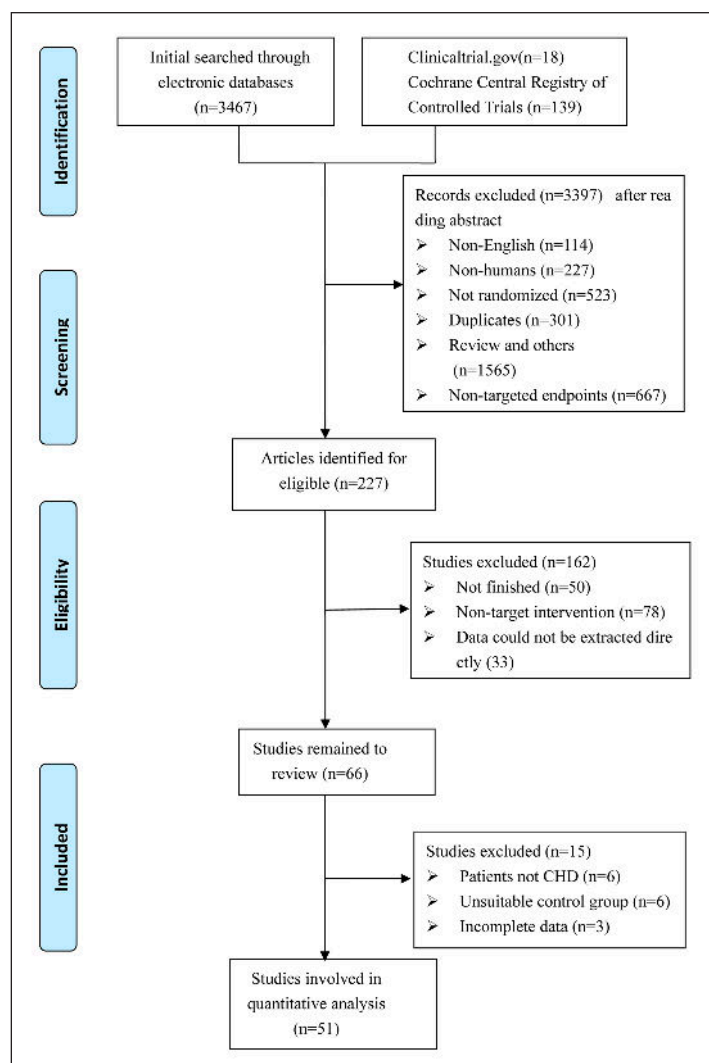 Identification
Initial searched through
electronic databases
(n=3467)
Clinicaltrial.gov(n=18)
Cochrane Central Registry of
Controlled Trials (n=139)
Screening
Records excluded (n=3397) after rea
ding abstract
➤ Non-English (n=114)
➤ Non-humans (n=227)
➤ Not randomized (n=523)
➤ Duplicates (n=301)
➤ Review and others
(n=1565)
➤ Non-targeted endpoints (n=667)
Articles identified for
eligible (n=227)
Eligibility
Studies excluded (n=162)
➤ Not finished (n=50)
➤ Non-target intervention (n=78)
➤ Data could not be extracted dire
ctly (33)
Studies remained to
review (n=66)
Included
Studies excluded (n=15)
➤ Patients not CHD (n=6)
➤ Unsuitable control group (n=6)
➤ Incomplete data (n=3)
Studies involved in
quantitative analysis
(n=51)